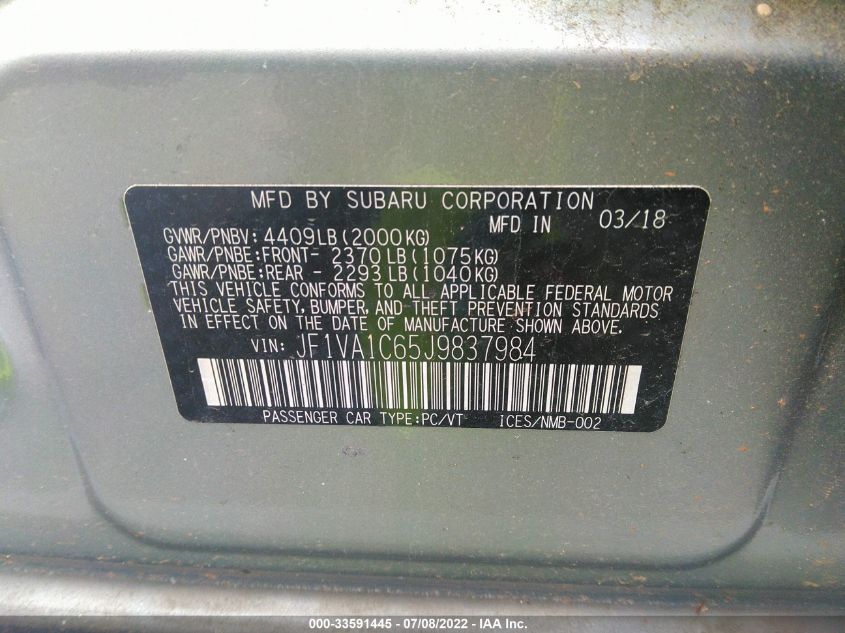 MFD BY SUBARU CORPORATION
MFD IN 03/18
GVWR/PNBV: 4409LB(2000KG)
GAWR/PNBE:FRONT- 2370LB(1075KG)
GAWR/PNBE:REAR - 2293LB(1040KG)
THIS VEHICLE CONFORMS TO ALL APPLICABLE FEDERAL MOTOR
VEHICLE SAFETY, BUMPER, AND THEFT PREVENTION STANDARDS
IN EFFECT ON THE DATE OF MANUFACTURE SHOWN ABOVE.
VIN: JF1VA1C65J9837984
PASSENGER CAR TYPE:PC/VT ICES/NMB-002
000-33591445 - 07/08/2022 - IAA Inc.